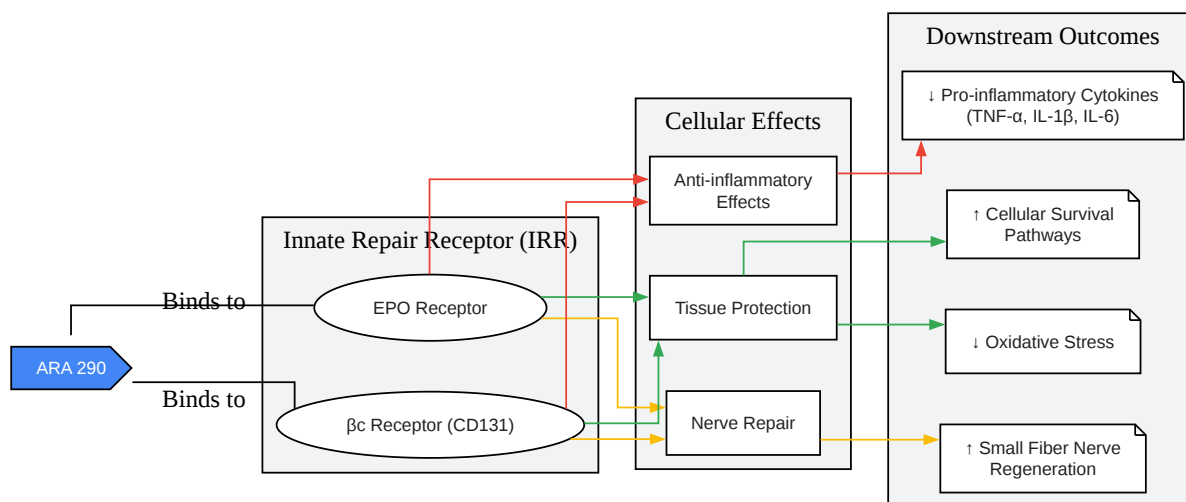 Downstream Outcomes
↓ Pro-inflammatory Cytokines
(TNF-α, IL-1β, IL-6)
Cellular Effects
Anti-inflammatory
Effects
↑ Cellular Survival
Pathways
Innate Repair Receptor (IRR)
EPO Receptor
Tissue Protection
Binds to
↓ Oxidative Stress
ARA 290
Binds to
βc Receptor (CD131)
Nerve Repair
↑ Small Fiber Nerve
Regeneration